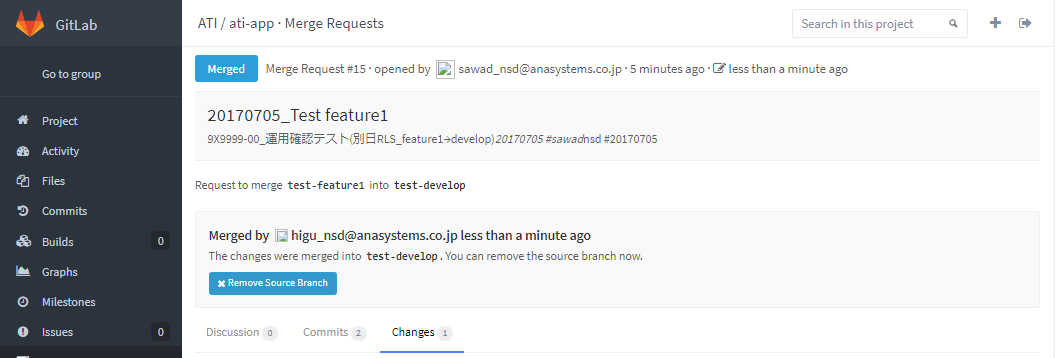 GitLab
ATI / ati-app · Merge Requests
Search in this project
Go to group
Project
Activity
Files
Commits
Builds 0
Graphs
Milestones
Issues 0
Merged Merge Request #15 · opened by sawad_nsd@anasystems.co.jp · 5 minutes ago · less than a minute ago
20170705_Test feature1
9X9999-00_運用確認テスト(別日RLS_feature1→develop)20170705 #sawadnsd #20170705
Request to merge test-feature1 into test-develop
Merged by higu_nsd@anasystems.co.jp less than a minute ago
The changes were merged into test-develop. You can remove the source branch now.
Remove Source Branch
Discussion 0 Commits 2 Changes 1